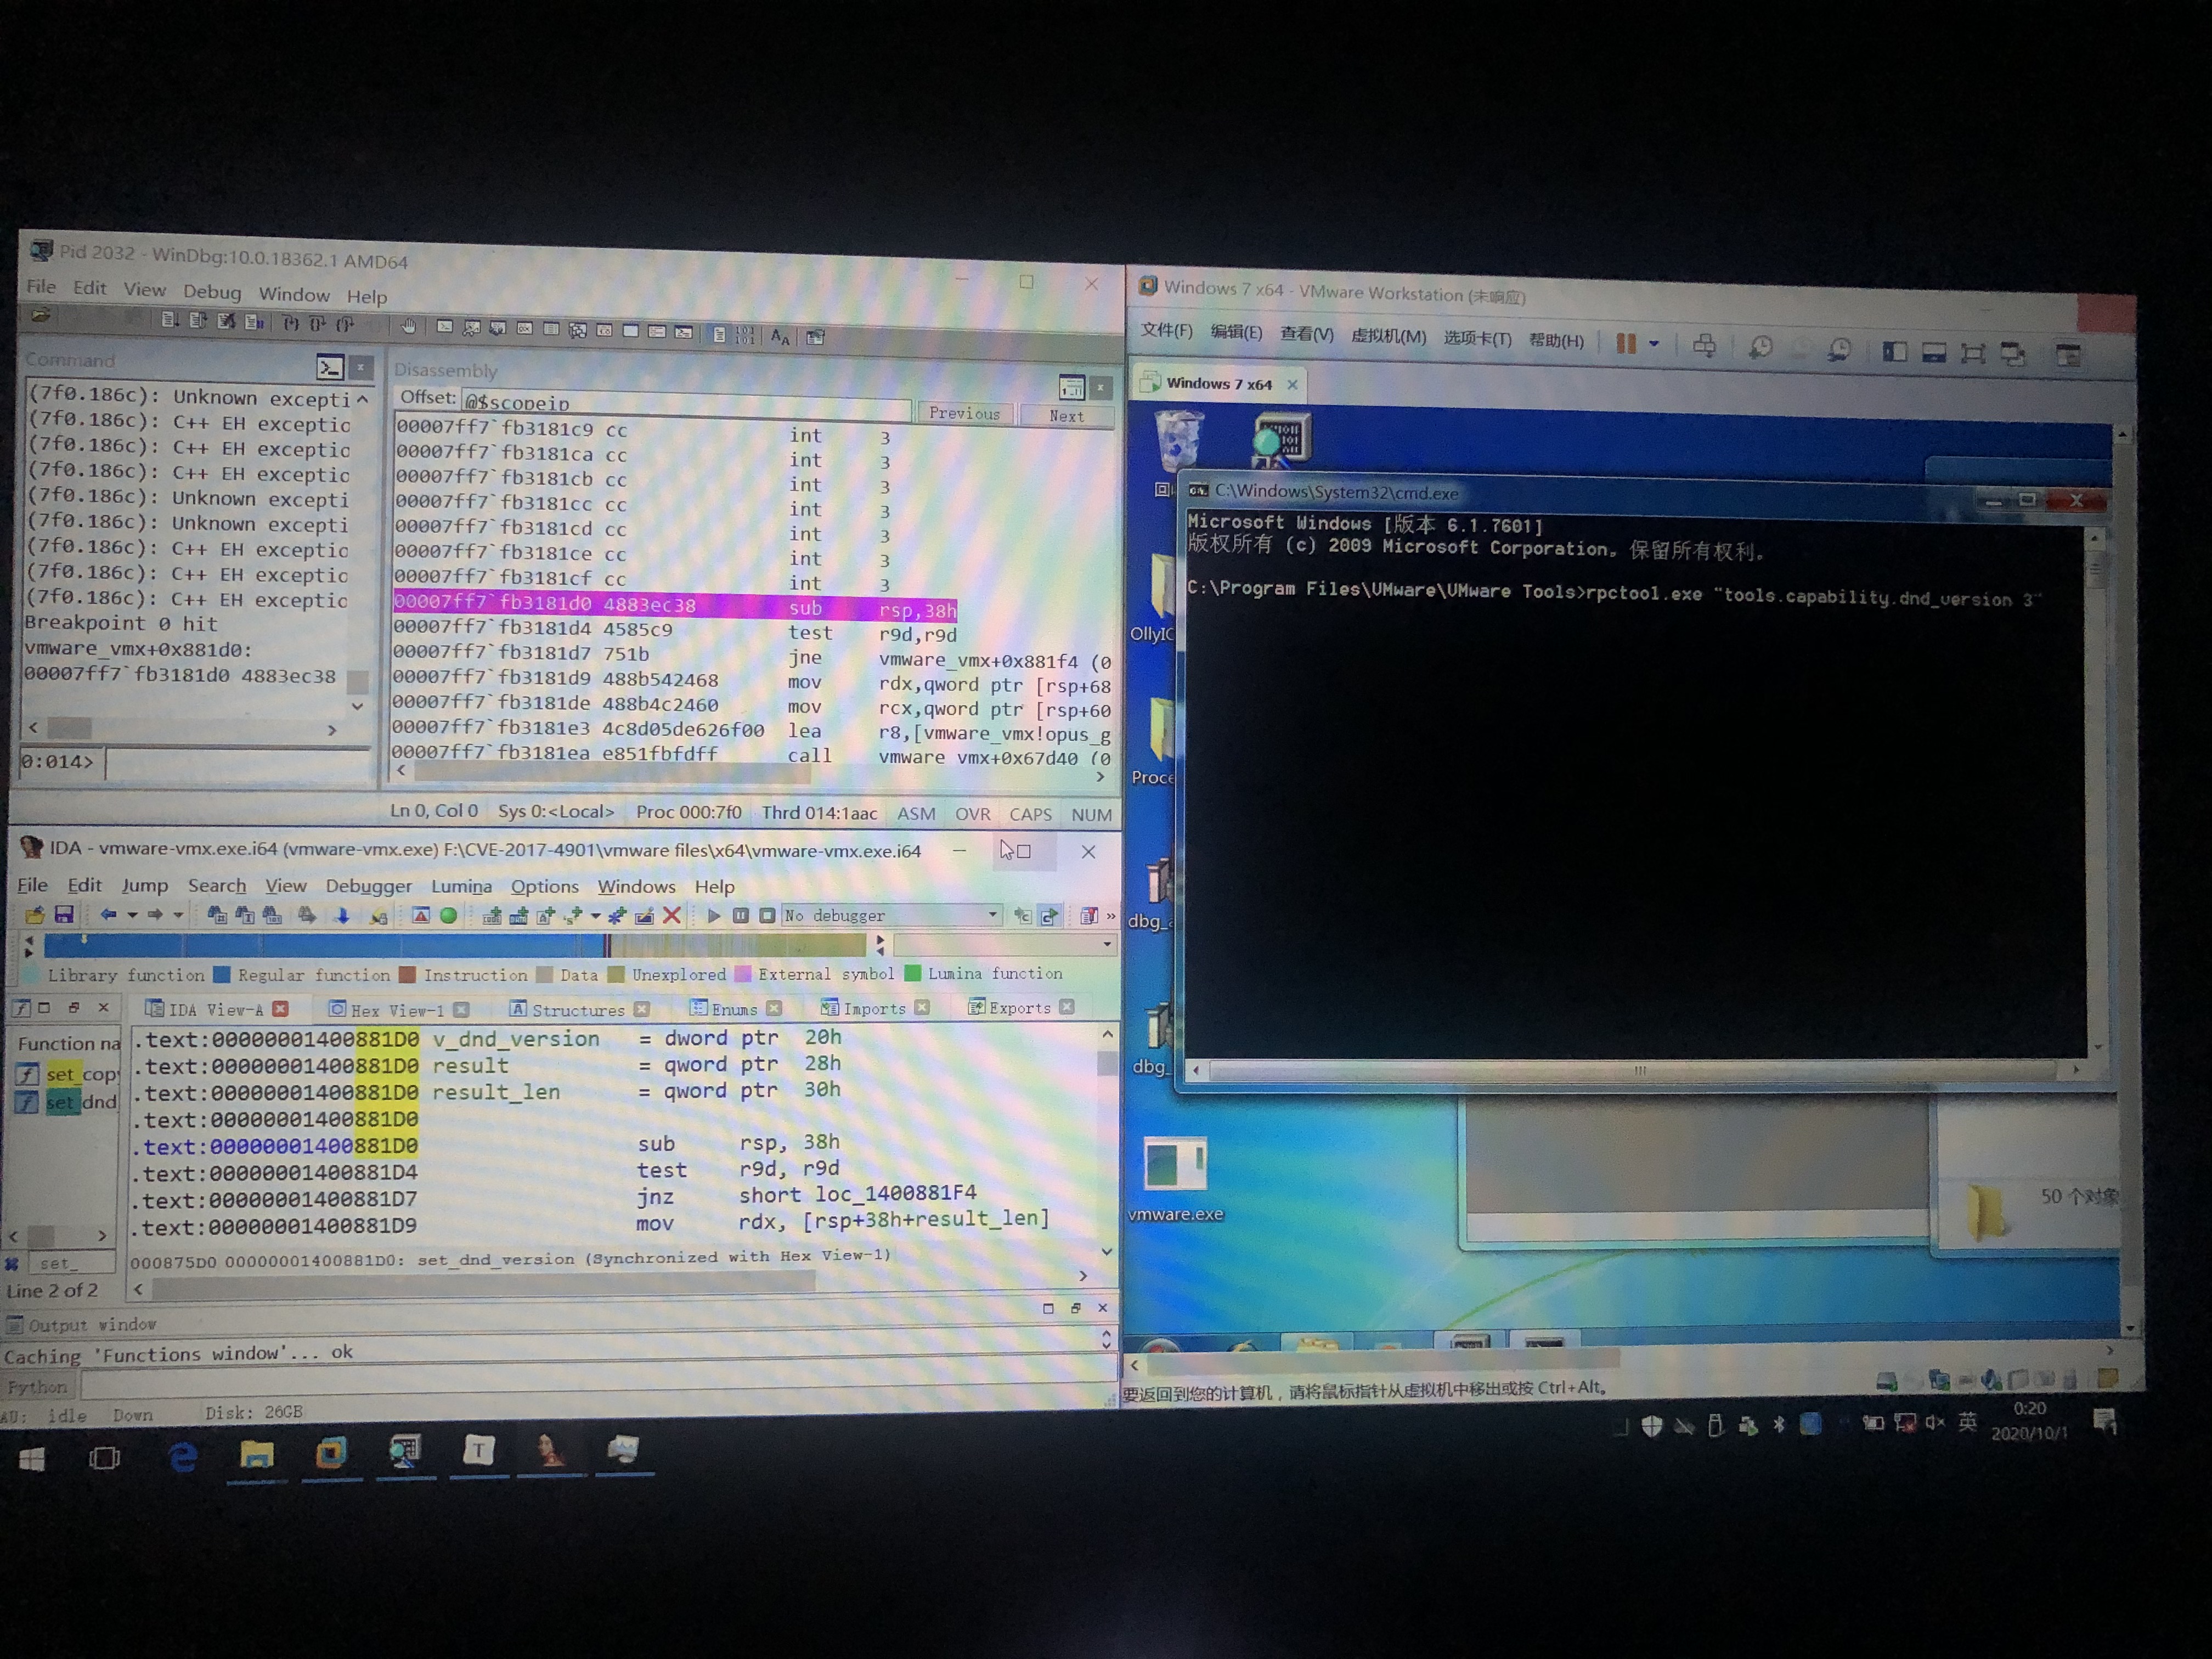 Pid 2032 - WinDbg:10.0.18362.1 AMD64
File Edit View Debug Window Help
Command
(7f0.186c): Unknown excepti
(7f0.186c): C++ EH exceptic
(7f0.186c): C++ EH exceptic
(7f0.186c): C++ EH exceptic
(7f0.186c): Unknown excepti
(7f0.186c): Unknown excepti
(7f0.186c): C++ EH exceptic
(7f0.186c): C++ EH exceptic
(7f0.186c): C++ EH exceptic
Breakpoint 0 hit
vmware_vmx+0x881d0:
00007ff7`fb3181d0 4883ec38
0:014>
Disassembly
Offset: @$scopeip
Previous Next
00007ff7`fb3181c9 cc int 3
00007ff7`fb3181ca cc int 3
00007ff7`fb3181cb cc int 3
00007ff7`fb3181cc cc int 3
00007ff7`fb3181cd cc int 3
00007ff7`fb3181ce cc int 3
00007ff7`fb3181cf cc int 3
00007ff7`fb3181d0 4883ec38 sub rsp,38h
00007ff7`fb3181d4 4585c9 test r9d,r9d
00007ff7`fb3181d7 751b jne vmware_vmx+0x881f4 (0
00007ff7`fb3181d9 488b542468 mov rdx,qword ptr [rsp+68
00007ff7`fb3181de 488b4c2460 mov rcx,qword ptr [rsp+60
00007ff7`fb3181e3 4c8d05de626f00 lea r8,[vmware_vmx!opus_g
00007ff7`fb3181ea e851fbfdff call vmware_vmx+0x67d40 (0
Ln 0, Col 0 Sys 0:<Local> Proc 000:7f0 Thrd 014:1aac ASM OVR CAPS NUM
IDA - vmware-vmx.exe.i64 (vmware-vmx.exe) F:\CVE-2017-4901\vmware files\x64\vmware-vmx.exe.i64
File Edit Jump Search View Debugger Lumina Options Windows Help
No debugger
Library function Regular function Instruction Data Unexplored External symbol Lumina function
IDA View-A Hex View-1 Structures Enums Imports Exports
Function na
set_cop
set_dnd
set_
Line 2 of 2
.text:00000001400881D0 v_dnd_version = dword ptr 20h
.text:00000001400881D0 result = qword ptr 28h
.text:00000001400881D0 result_len = qword ptr 30h
.text:00000001400881D0
.text:00000001400881D0 sub rsp, 38h
.text:00000001400881D4 test r9d, r9d
.text:00000001400881D7 jnz short loc_1400881F4
.text:00000001400881D9 mov rdx, [rsp+38h+result_len]
000875D0 00000001400881D0: set_dnd_version (Synchronized with Hex View-1)
Output window
Caching 'Functions window'... ok
Python
AU: idle Down Disk: 26GB
Windows 7 x64 - VMware Workstation (未响应)
文件(F) 编辑(E) 查看(V) 虚拟机(M) 选项卡(T) 帮助(H)
Windows 7 x64
回
OllyIC
Proce
dbg_
dbg_
vmware.exe
C:\Windows\System32\cmd.exe
Microsoft Windows [版本 6.1.7601]
版权所有 (c) 2009 Microsoft Corporation。保留所有权利。
C:\Program Files\VMware\VMware Tools>rpctool.exe "tools.capability.dnd_version 3"
50 个对象
要返回到您的计算机，请将鼠标指针从虚拟机中移出或按 Ctrl+Alt。
英
0:20
2020/10/1